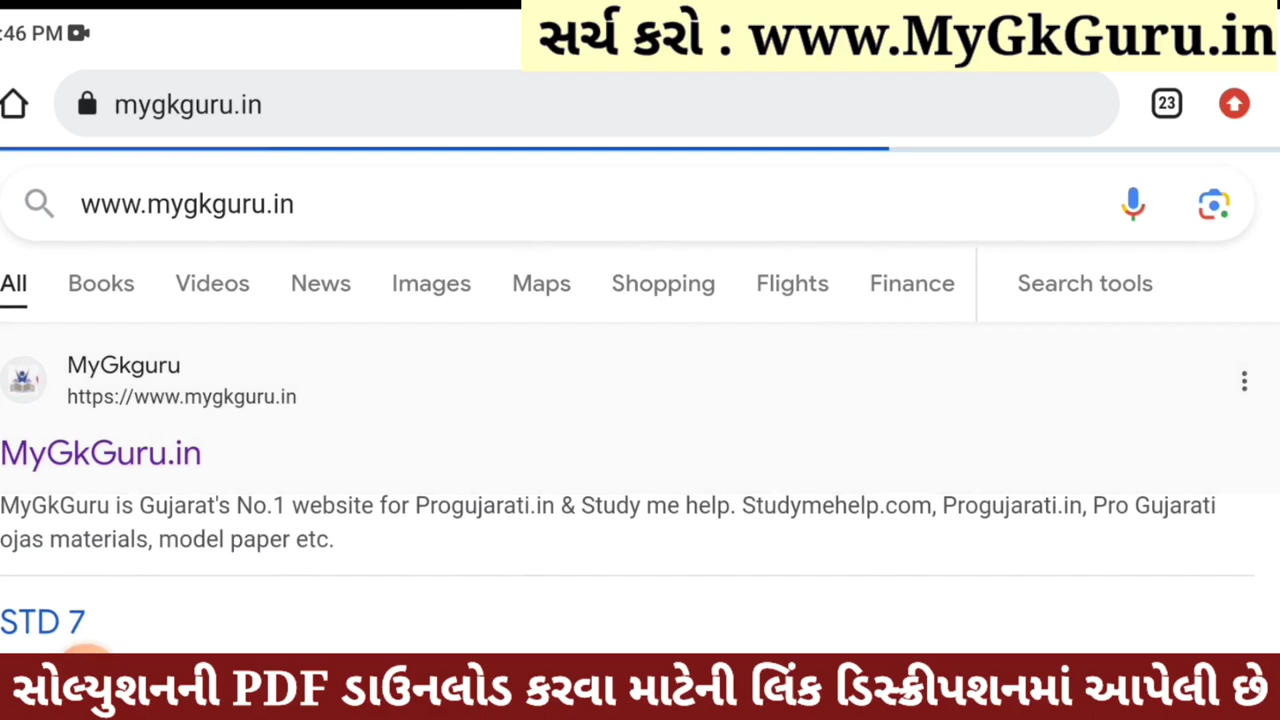 :46 PM
સર્ચ કરો : www.MyGkGuru.in
mygkguru.in
23
www.mygkguru.in
All Books Videos News Images Maps Shopping Flights Finance Search tools
MyGkguru
https://www.mygkguru.in
MyGkGuru.in
MyGkGuru is Gujarat's No.1 website for Progujarati.in & Study me help. Studymehelp.com, Progujarati.in, Pro Gujarati
ojas materials, model paper etc.
STD 7
સોલ્યુશનની PDF ડાઉનલોડ કરવા માટેની લિંક ડિસ્ક્રીપશનમાં આપેલી છે